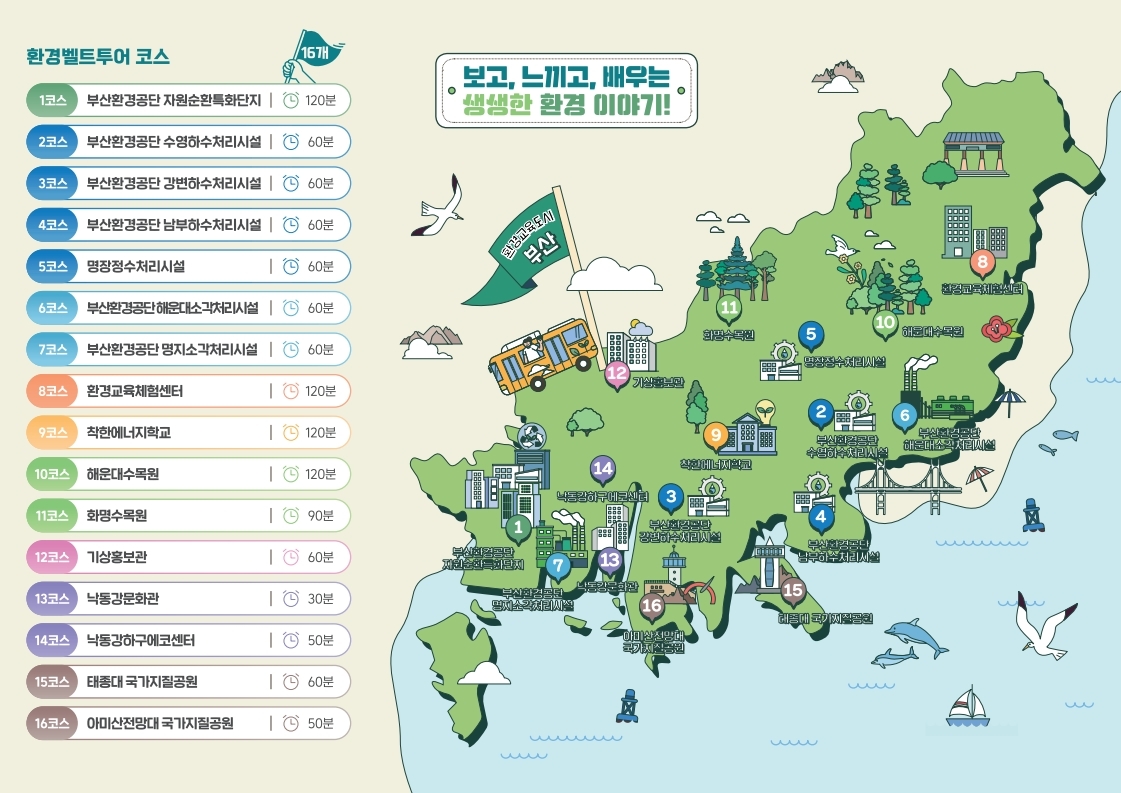 환경벨트투어 코스
16개
1코스 부산환경공단 자원순환특화단지 | 120분
2코스 부산환경공단 수영하수처리시설 | 60분
3코스 부산환경공단 강변하수처리시설 | 60분
4코스 부산환경공단 남부하수처리시설 | 60분
5코스 명장정수처리시설 | 60분
6코스 부산환경공단 해운대소각처리시설 | 60분
7코스 부산환경공단 명지소각처리시설 | 60분
8코스 환경교육체험센터 | 120분
9코스 착한에너지학교 | 120분
10코스 해운대수목원 | 120분
11코스 화명수목원 | 90분
12코스 기상홍보관 | 60분
13코스 낙동강문화관 | 30분
14코스 낙동강하구에코센터 | 50분
15코스 태종대 국가지질공원 | 60분
16코스 아미산전망대 국가지질공원 | 50분
보고, 느끼고, 배우는
생생한 환경 이야기!
환경교육도시
부산
8
환경교육체험센터
11
화명수목원
10
해운대수목원
5
명장정수처리시설
12
기상홍보관
2
부산환경공단
수영하수처리시설
6
부산환경공단
해운대소각처리시설
9
착한에너지학교
14
낙동강하구에코센터
3
부산환경공단
강변하수처리시설
4
부산환경공단
남부하수처리시설
1
부산환경공단
자원순환특화단지
7
부산환경공단
명지소각처리시설
13
낙동강문화관
15
태종대 국가지질공원
16
아미산전망대
국가지질공원